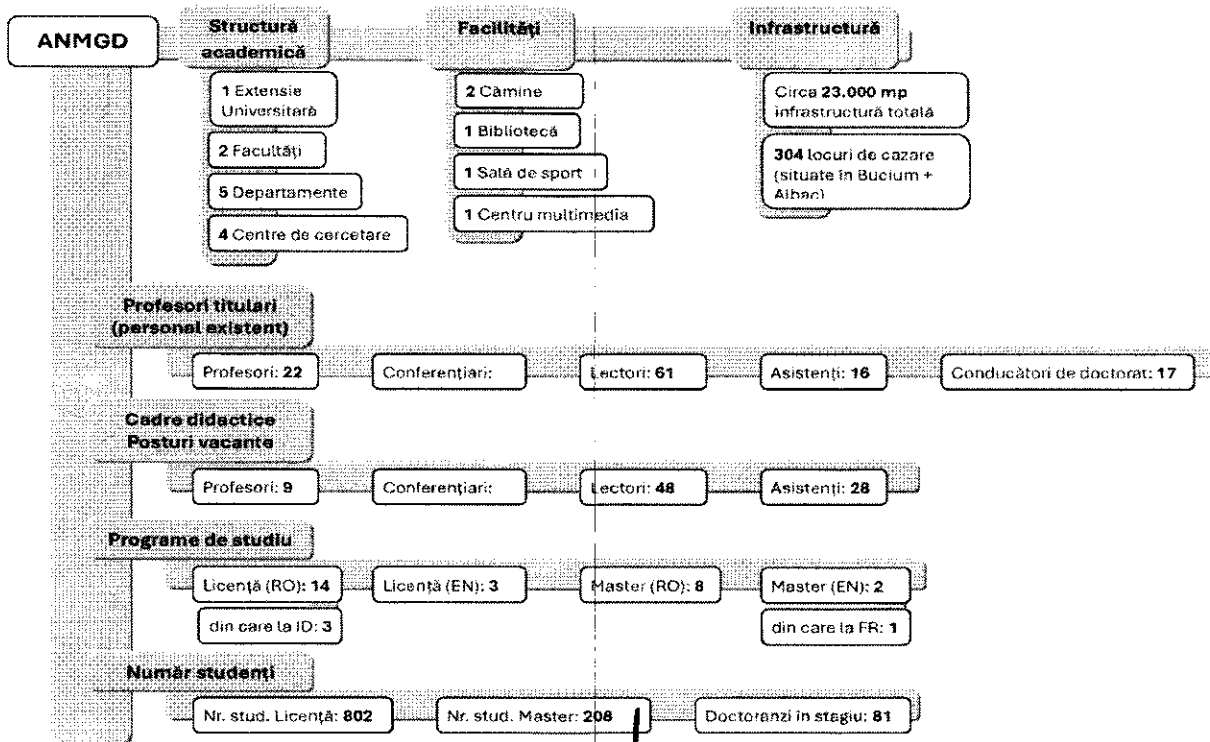 ANMGD
Structură
academică
Facilități
Infrastructură
1 Extensie
Universitară
2 Facultăți
5 Departamente
4 Centre de cercetare
2 Cămine
1 Bibliotecă
1 Sală de sport
1 Centru multimedia
Circa 23.000 mp
infrastructură totală
304 locuri de cazare
(situate în Bucium +
Albac)
Profesori titulari
(personal existent)
Profesori: 22
Conferențiari:
Lectori: 61
Asistenți: 16
Conducători de doctorat: 17
Cadre didactice
Posturi vacante
Profesori: 9
Conferențiari:
Lectori: 48
Asistenți: 28
Programe de studiu
Licență (RO): 14
Licență (EN): 3
Master (RO): 8
Master (EN): 2
din care la ID: 3
din care la FR: 1
Număr studenți
Nr. stud. Licență: 802
Nr. stud. Master: 208
Doctoranzi în stagiu: 81